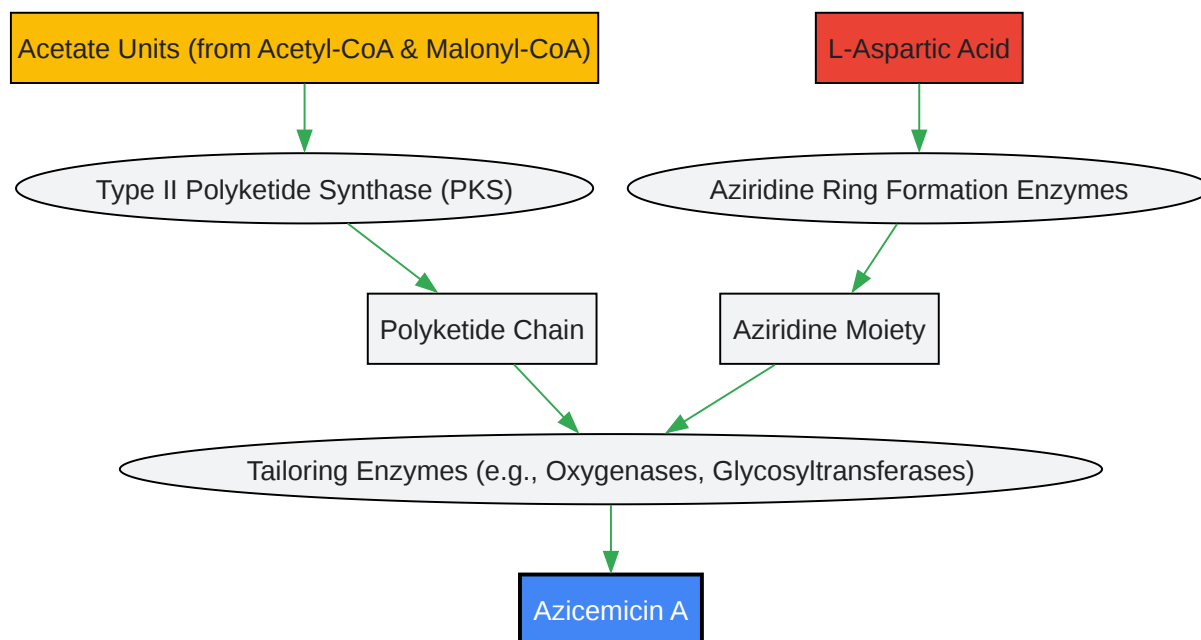 Acetate Units (from Acetyl-CoA & Malonyl-CoA)
L-Aspartic Acid
Type II Polyketide Synthase (PKS)
Aziridine Ring Formation Enzymes
Polyketide Chain
Aziridine Moiety
Tailoring Enzymes (e.g., Oxygenases, Glycosyltransferases)
Azicemicin A